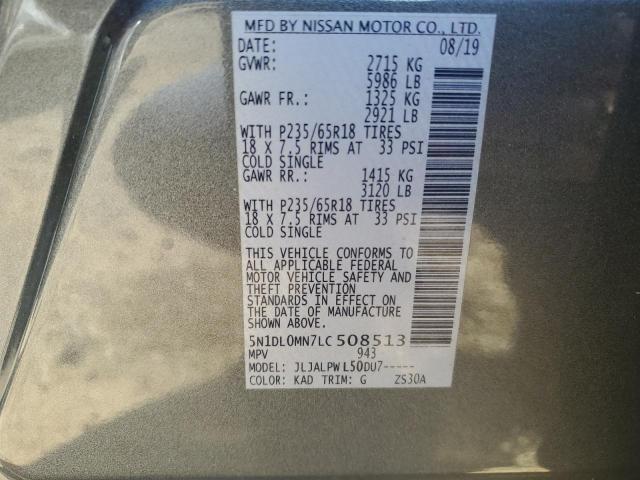 MFD BY NISSAN MOTOR CO., LTD.
DATE: 08/19
GVWR: 2715 KG
5986 LB
GAWR FR.: 1325 KG
2921 LB
WITH P235/65R18 TIRES
18 X 7.5 RIMS AT 33 PSI
COLD SINGLE
GAWR RR.: 1415 KG
3120 LB
WITH P235/65R18 TIRES
18 X 7.5 RIMS AT 33 PSI
COLD SINGLE
THIS VEHICLE CONFORMS TO
ALL APPLICABLE FEDERAL
MOTOR VEHICLE SAFETY AND
THEFT PREVENTION
STANDARDS IN EFFECT ON
THE DATE OF MANUFACTURE
SHOWN ABOVE.
5N1DL0MN7LC508513
MPV 943
MODEL: JLJALPWL50DU7-----
COLOR: KAD TRIM: G ZS30A